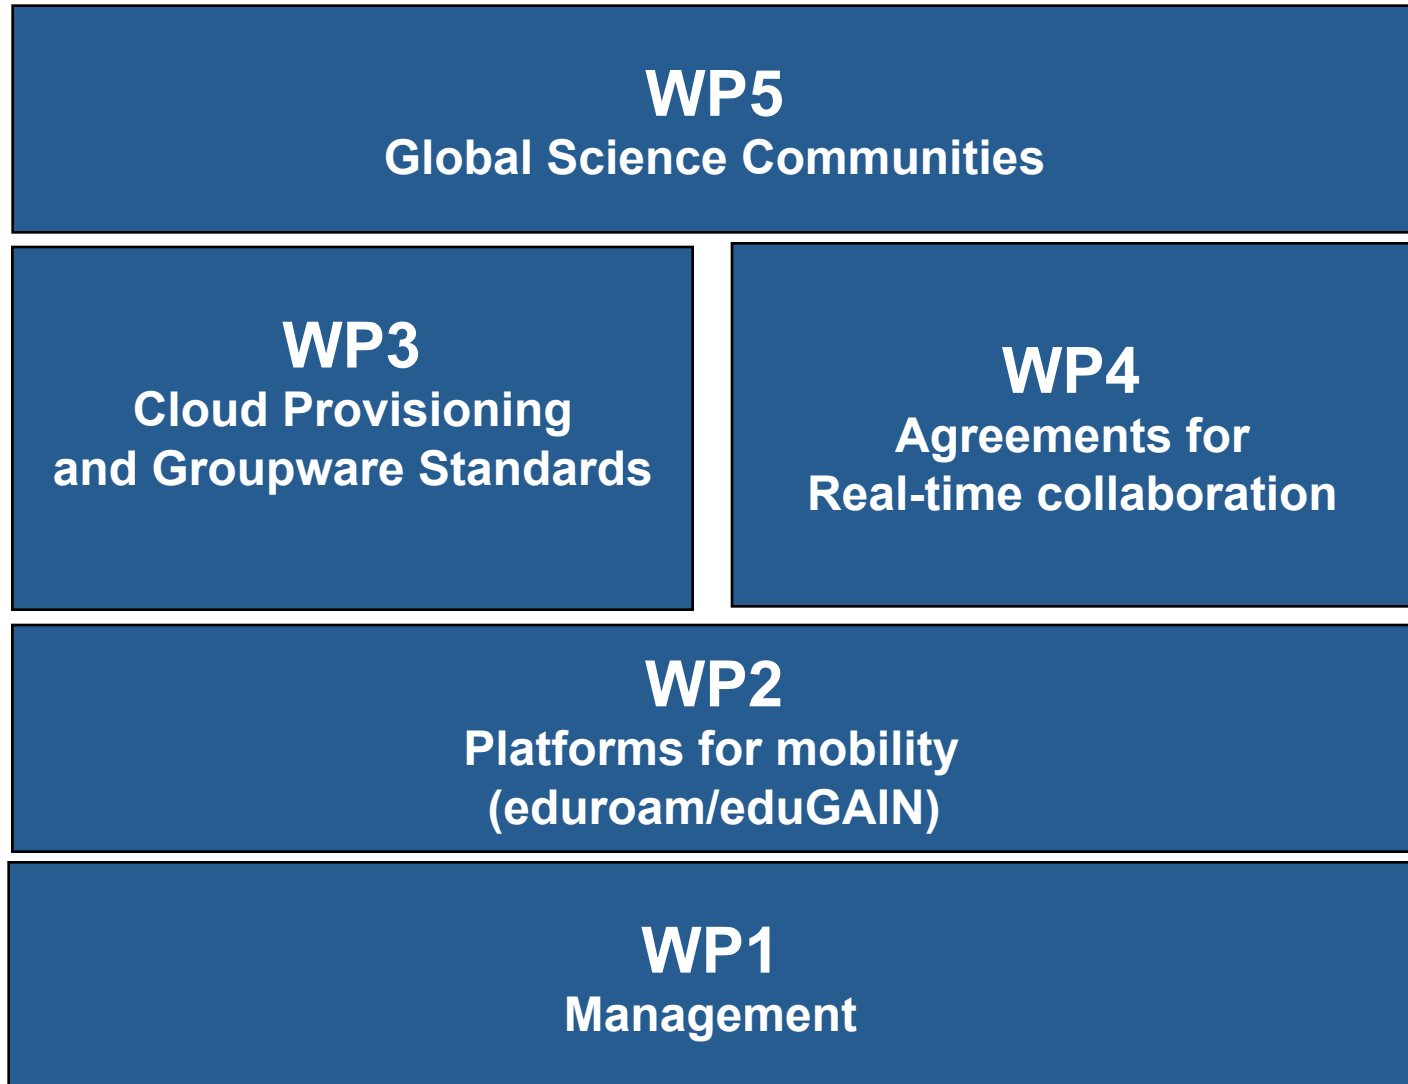 WP5
Global Science Communities
WP3
Cloud Provisioning
and Groupware Standards
WP4
Agreements for
Real-time collaboration
WP2
Platforms for mobility
(eduroam/eduGAIN)
WP1
Management